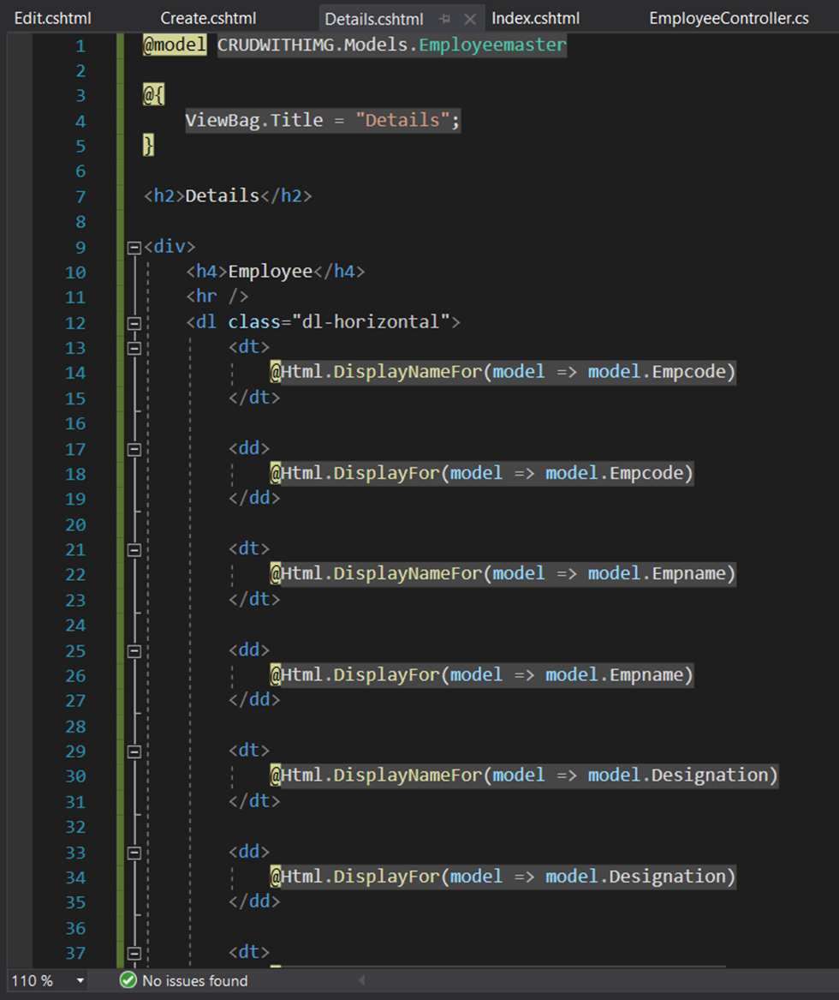 Edit.cshtml Create.cshtml Details.cshtml Index.cshtml EmployeeController.cs
1 @model CRUDWITHIMG.Models.Employeemaster
2
3 @{
4 ViewBag.Title = "Details";
5 }
6
7 <h2>Details</h2>
8
9 <div>
10 <h4>Employee</h4>
11 <hr />
12 <dl class="dl-horizontal">
13 <dt>
14 @Html.DisplayNameFor(model => model.Empcode)
15 </dt>
16
17 <dd>
18 @Html.DisplayFor(model => model.Empcode)
19 </dd>
20
21 <dt>
22 @Html.DisplayNameFor(model => model.Empname)
23 </dt>
24
25 <dd>
26 @Html.DisplayFor(model => model.Empname)
27 </dd>
28
29 <dt>
30 @Html.DisplayNameFor(model => model.Designation)
31 </dt>
32
33 <dd>
34 @Html.DisplayFor(model => model.Designation)
35 </dd>
36
37 <dt>
110 % No issues found